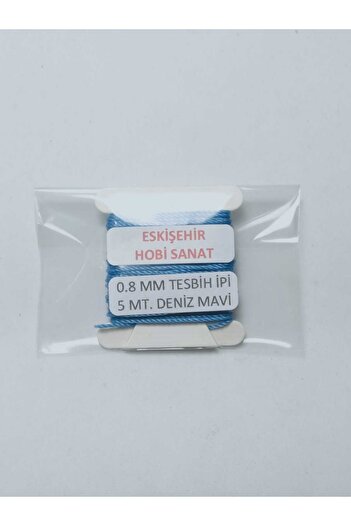 ESKİŞEHİR
HOBİ SANAT
0.8 MM TESBİH İPİ
5 MT. DENİZ MAVİ